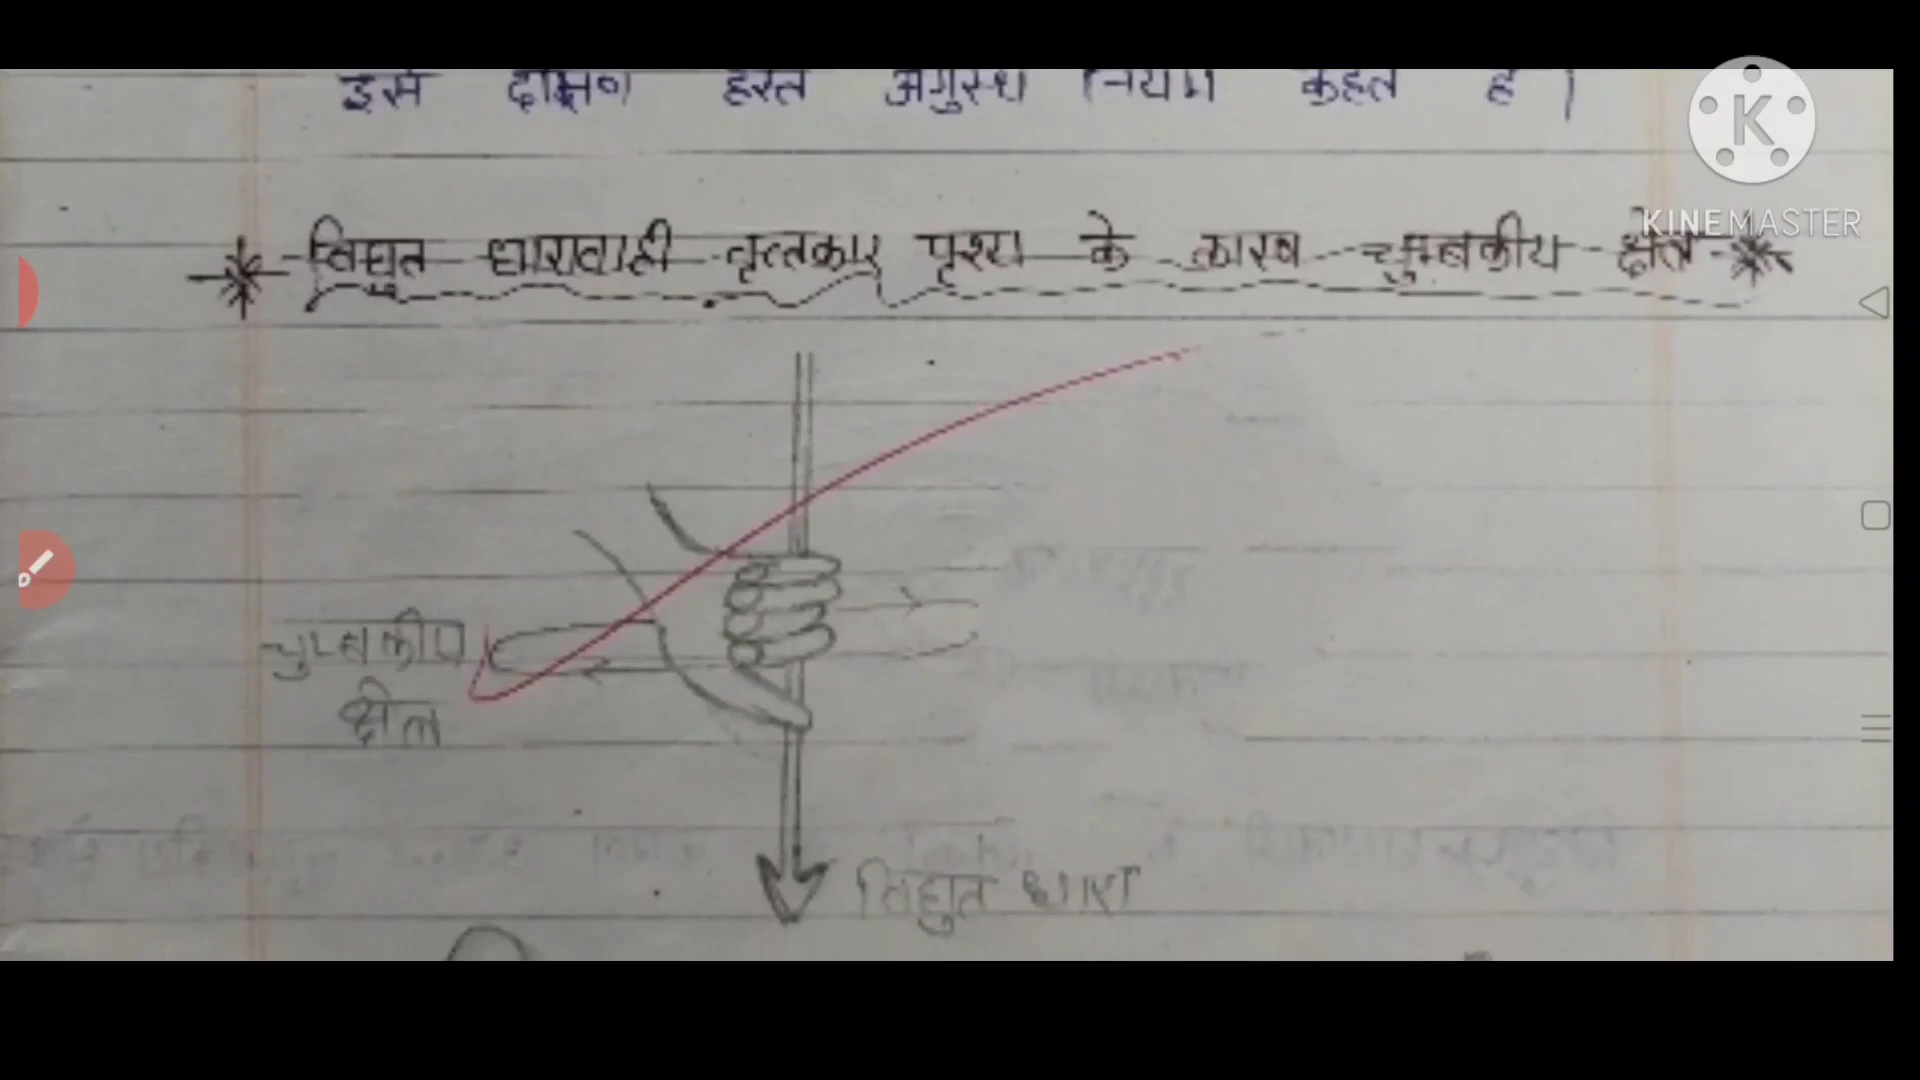 इसे दक्षिण हस्त अंगुस्थ नियम कहते है |
KINEMASTER
विद्युत धारावाही वृत्तकार पृश्या के कारण चुम्बकीय क्षेत्र
चुम्बकीय
क्षेत्र
विद्युत धारा